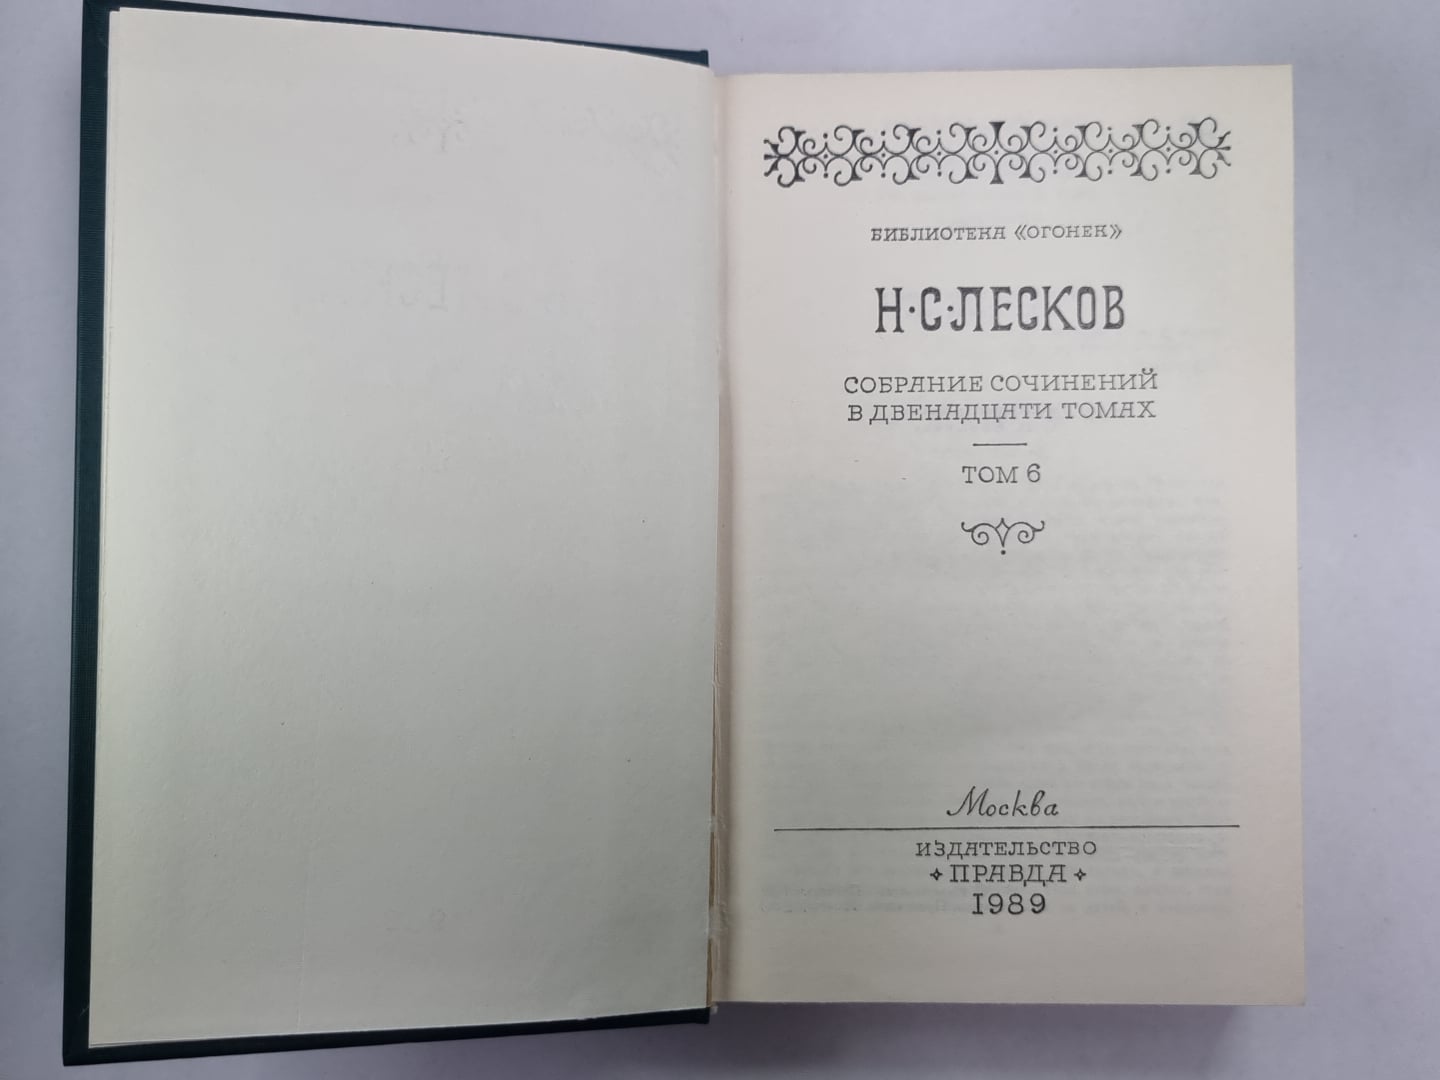 БИБЛИОТЕКА «ОГОНЕК»
Н·С·ЛЕСКОВ
СОБРАНИЕ СОЧИНЕНИЙ
В ДВЕНАДЦАТИ ТОМАХ
ТОМ 6
Москва
ИЗДАТЕЛЬСТВО
ПРАВДА
1989